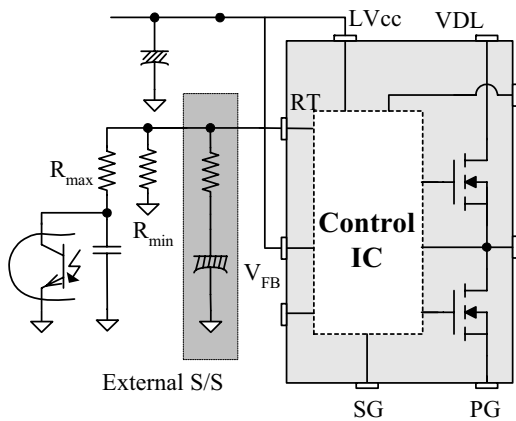 LVcc
VDL
RT
Rmax
Rmin
Control
IC
VFB
External S/S
SG
PG